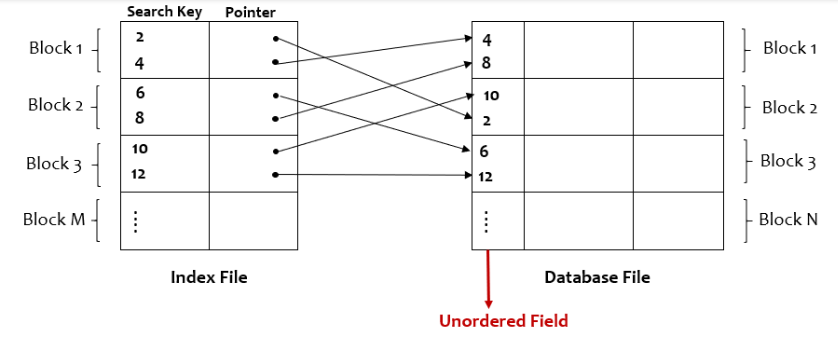 Search Key Pointer
Block 1 2 4 Block 1
4 8
Block 2 6 10 Block 2
8 2
Block 3 10 6 Block 3
12 12
Block M ⋮ ⋮ Block N
Index File Database File
Unordered Field